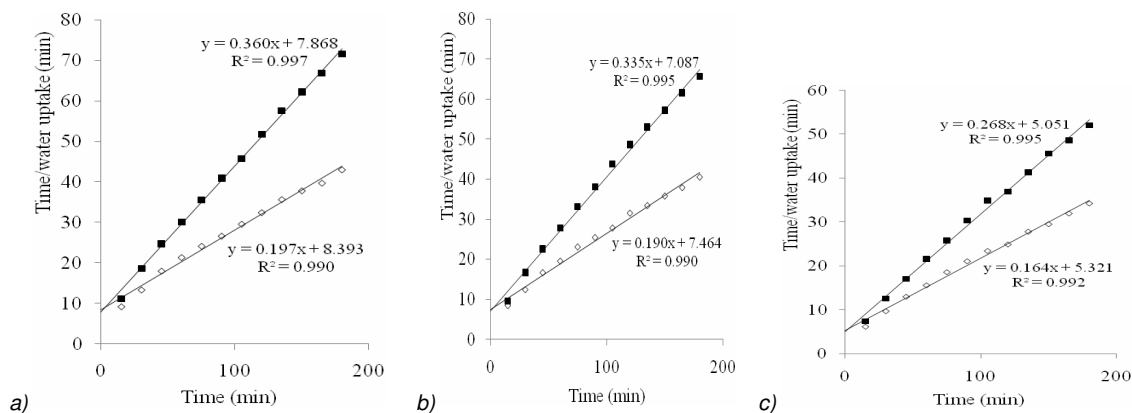 80
70
60
50
40
30
20
10
0
0 100 200
Time/water uptake (min)
Time (min)
y = 0.360x + 7.868
R² = 0.997
y = 0.197x + 8.393
R² = 0.990
a)
80
70
60
50
40
30
20
10
0
0 100 200
Time/water uptake (min)
Time (min)
y = 0.335x + 7.087
R² = 0.995
y = 0.190x + 7.464
R² = 0.990
b)
60
50
40
30
20
10
0
0 100 200
Time/water uptake (min)
Time (min)
y = 0.268x + 5.051
R² = 0.995
y = 0.164x + 5.321
R² = 0.992
c)